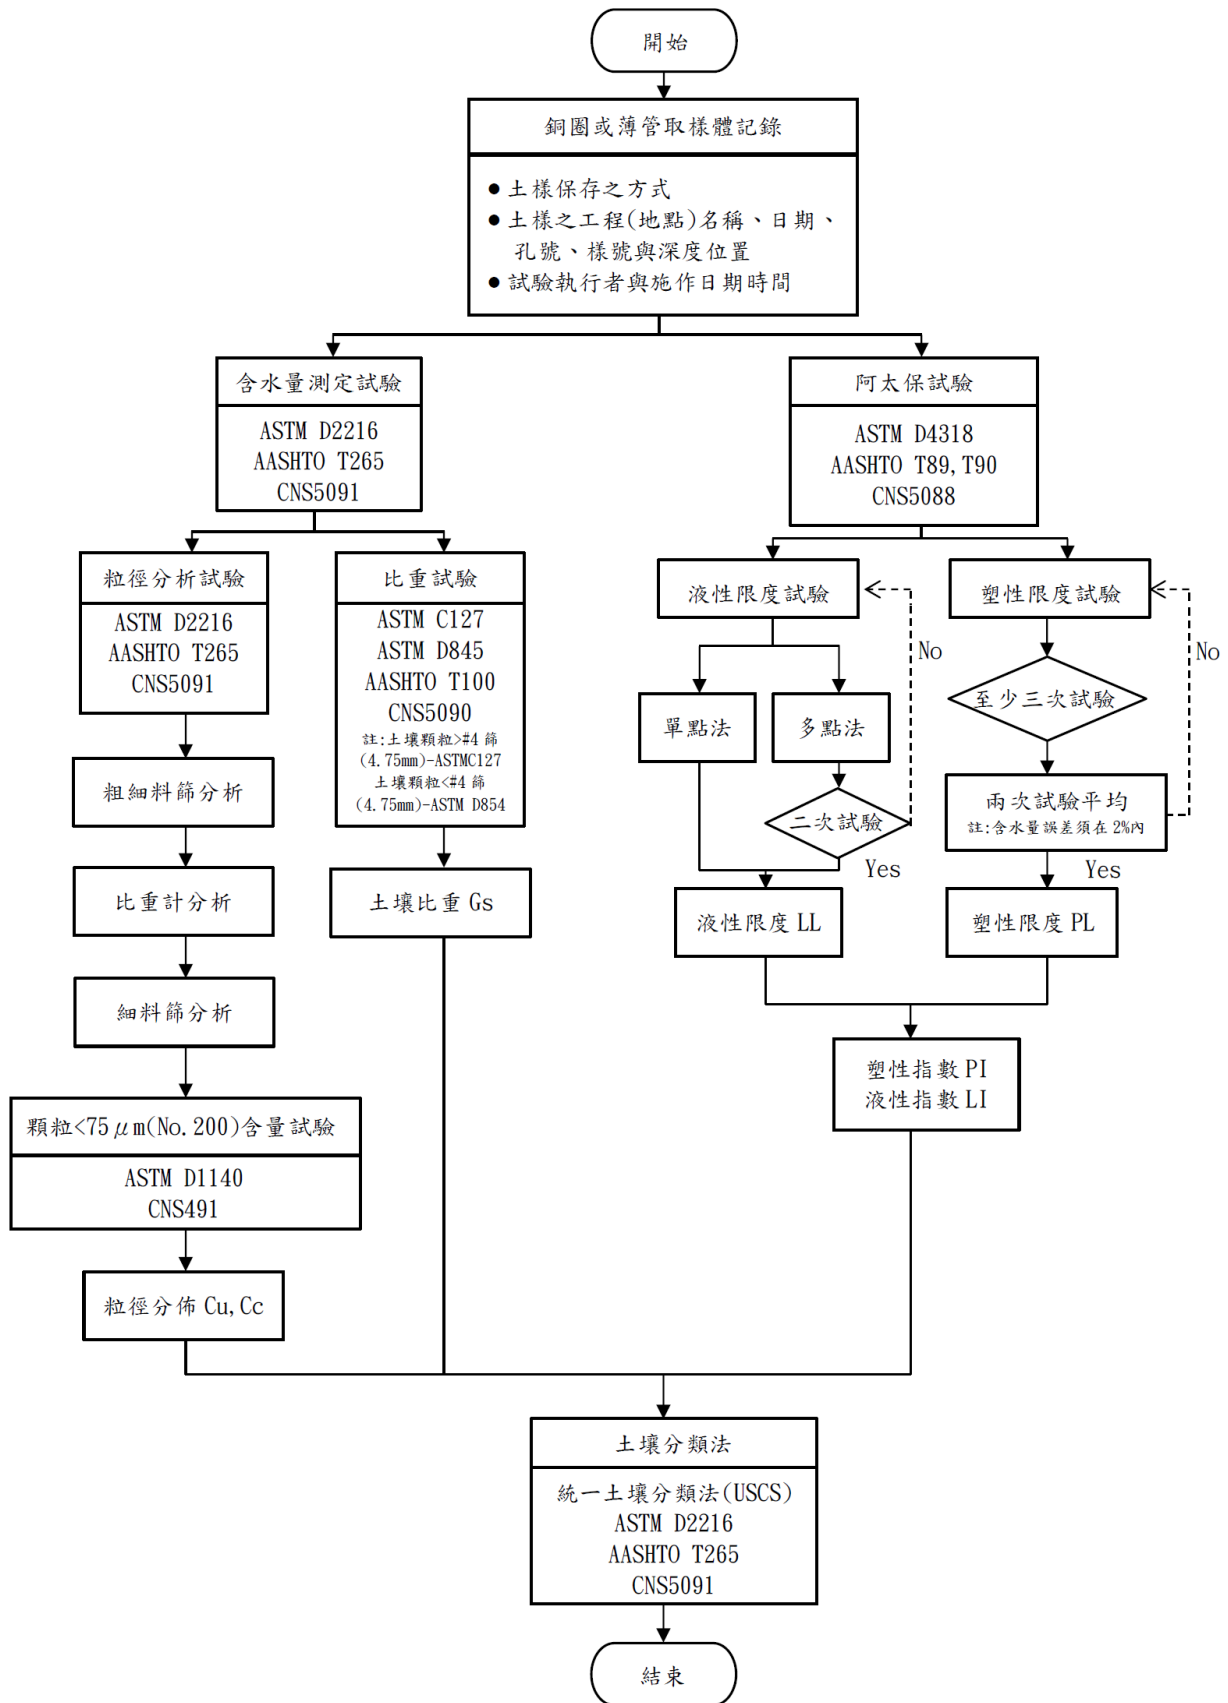 開始
銅圈或薄管取樣體記錄
●土樣保存之方式
●土樣之工程(地點)名稱、日期、
孔號、樣號與深度位置
●試驗執行者與施作日期時間
含水量測定試驗
ASTM D2216
AASHTO T265
CNS5091
阿太保試驗
ASTM D4318
AASHTO T89,T90
CNS5088
粒徑分析試驗
ASTM D2216
AASHTO T265
CNS5091
比重試驗
ASTM C127
ASTM D845
AASHTO T100
CNS5090
註:土壤顆粒>#4 篩
(4.75mm)-ASTMC127
土壤顆粒<#4 篩
(4.75mm)-ASTM D854
液性限度試驗
塑性限度試驗
No
No
單點法
多點法
至少三次試驗
二次試驗
兩次試驗平均
註:含水量誤差須在 2%內
Yes
Yes
粗細料篩分析
比重計分析
細料篩分析
土壤比重 Gs
液性限度 LL
塑性限度 PL
塑性指數 PI
液性指數 LI
顆粒<75μm(No.200)含量試驗
ASTM D1140
CNS491
粒徑分佈 Cu,Cc
土壤分類法
統一土壤分類法(USCS)
ASTM D2216
AASHTO T265
CNS5091
結束